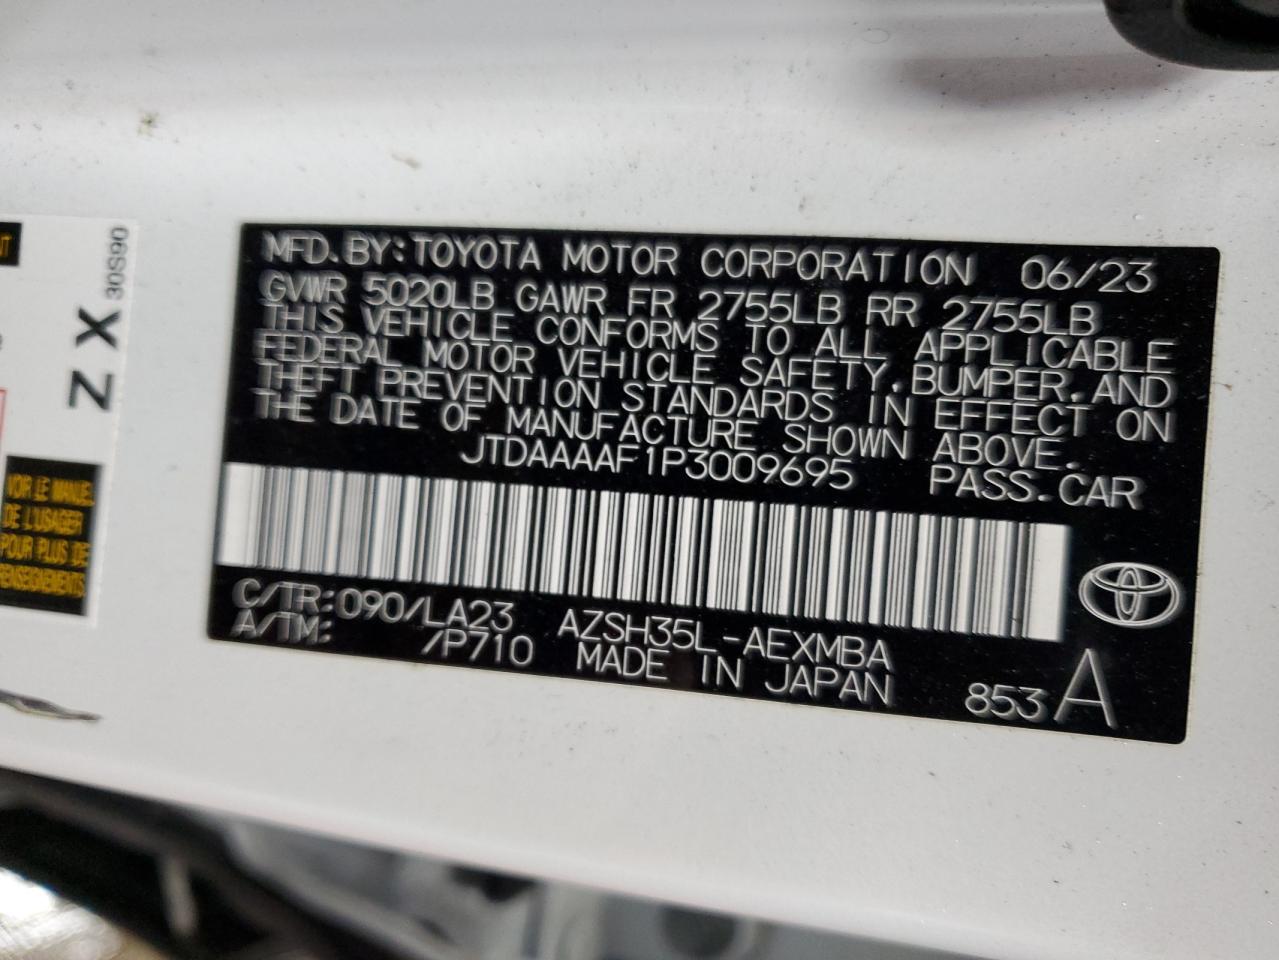 MFD.BY:TOYOTA MOTOR CORPORATION 06/23
GVWR 5020LB GAWR FR 2755LB RR 2755LB
THIS VEHICLE CONFORMS TO ALL APPLICABLE
FEDERAL MOTOR VEHICLE SAFETY,BUMPER,AND
THEFT PREVENTION STANDARDS IN EFFECT ON
THE DATE OF MANUFACTURE SHOWN ABOVE.
JTDAAAAF1P3009695 PASS.CAR
C/TR:090/LA23 AZSH35L-AEXMBA
A/TM: /P710 MADE IN JAPAN 853 A
ZX
30S90
VOIR LE MANUEL
DE L'USAGER
POUR PLUS DE